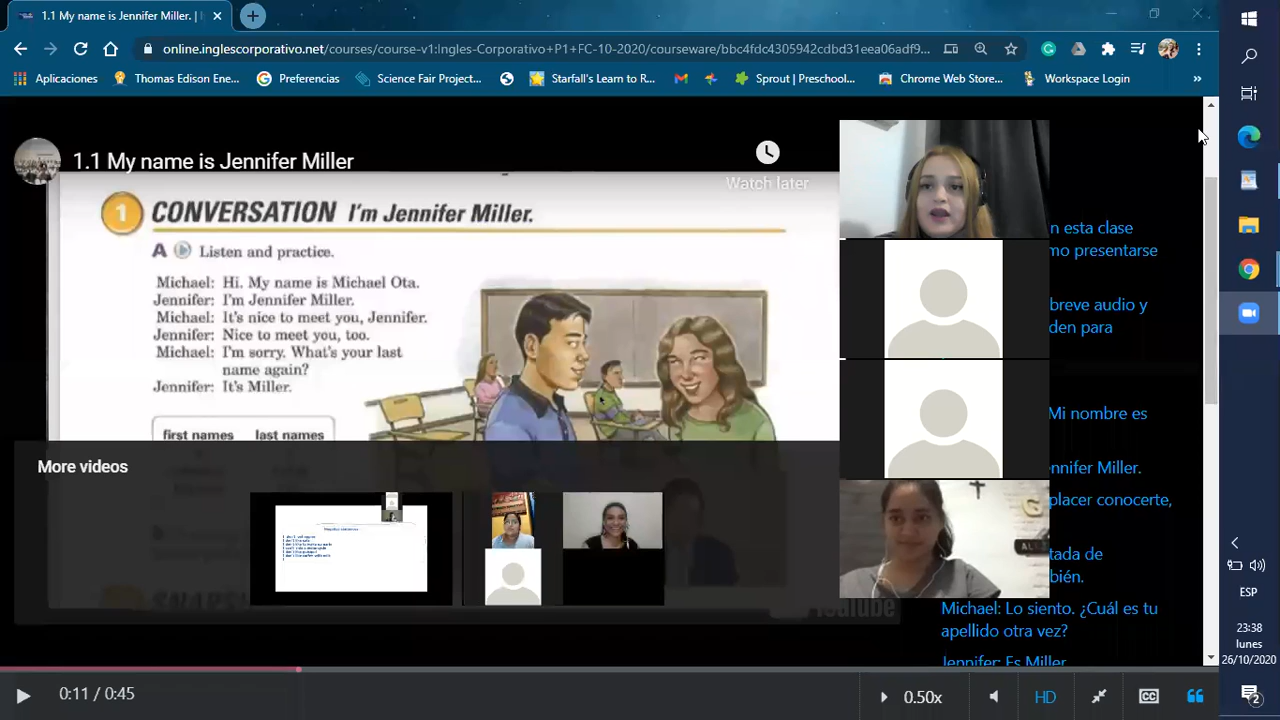 1.1 My name is Jennifer Miller. |
online.inglescorporativo.net/courses/course-v1:Ingles-Corporativo+P1+FC-10-2020/courseware/bbc4fdc4305942cdbd31eea06adf9...
Aplicaciones Thomas Edison Ene... Preferencias Science Fair Project... Starfall's Learn to R... Sprout | Preschool... Chrome Web Store... Workspace Login »
1.1 My name is Jennifer Miller
Watch later
1 CONVERSATION I'm Jennifer Miller.
A Listen and practice.
Michael: Hi. My name is Michael Ota.
Jennifer: I'm Jennifer Miller.
Michael: It's nice to meet you, Jennifer.
Jennifer: Nice to meet you, too.
Michael: I'm sorry. What's your last
name again?
Jennifer: It's Miller.
first names last names
More videos
n esta clase
mo presentarse
breve audio y
den para
Mi nombre es
nnifer Miller.
placer conocerte,
tada de
bién.
Michael: Lo siento. ¿Cuál es tu
apellido otra vez?
Jennifer: Es Miller
0:11 / 0:45
0.50x
HD
CC
ESP
23:38
lunes
26/10/2020
2